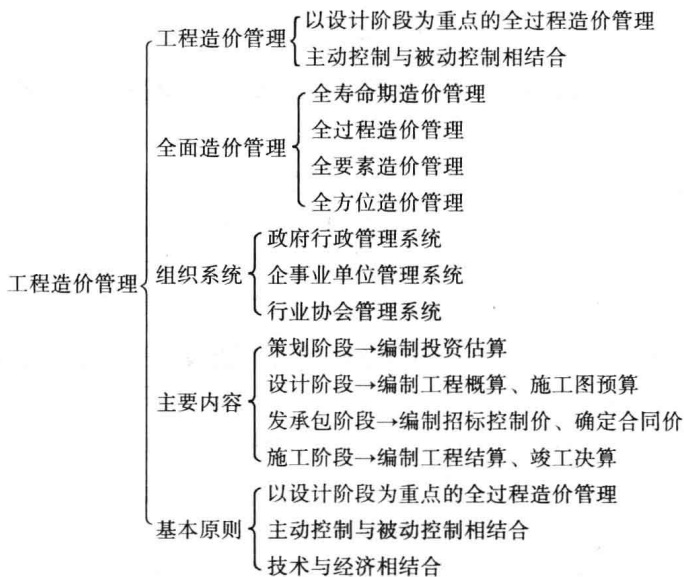 工程造价管理
工程造价管理
以设计阶段为重点的全过程造价管理
主动控制与被动控制相结合
全面造价管理
全寿命期造价管理
全过程造价管理
全要素造价管理
全方位造价管理
组织系统
政府行政管理系统
企事业单位管理系统
行业协会管理系统
主要内容
策划阶段→编制投资估算
设计阶段→编制工程概算、施工图预算
发承包阶段→编制招标控制价、确定合同价
施工阶段→编制工程结算、竣工决算
基本原则
以设计阶段为重点的全过程造价管理
主动控制与被动控制相结合
技术与经济相结合